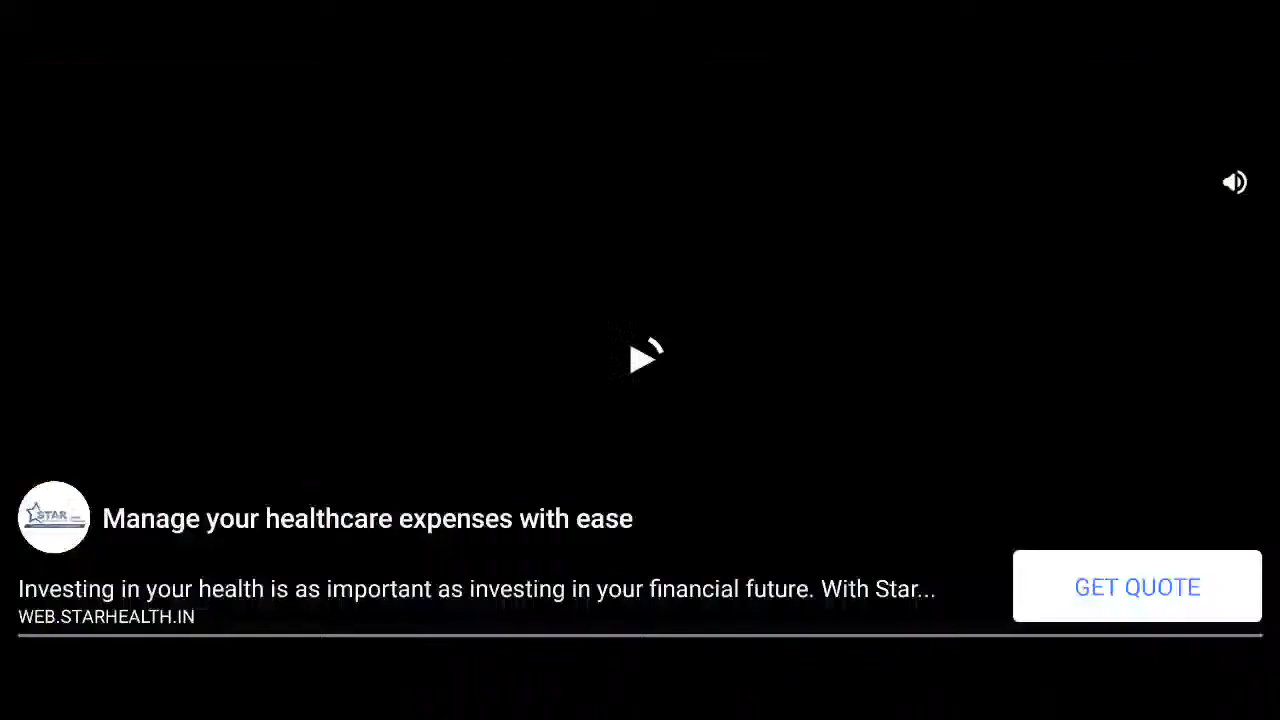 STAR
Manage your healthcare expenses with ease
Investing in your health is as important as investing in your financial future. With Star...
WEB.STARHEALTH.IN
GET QUOTE